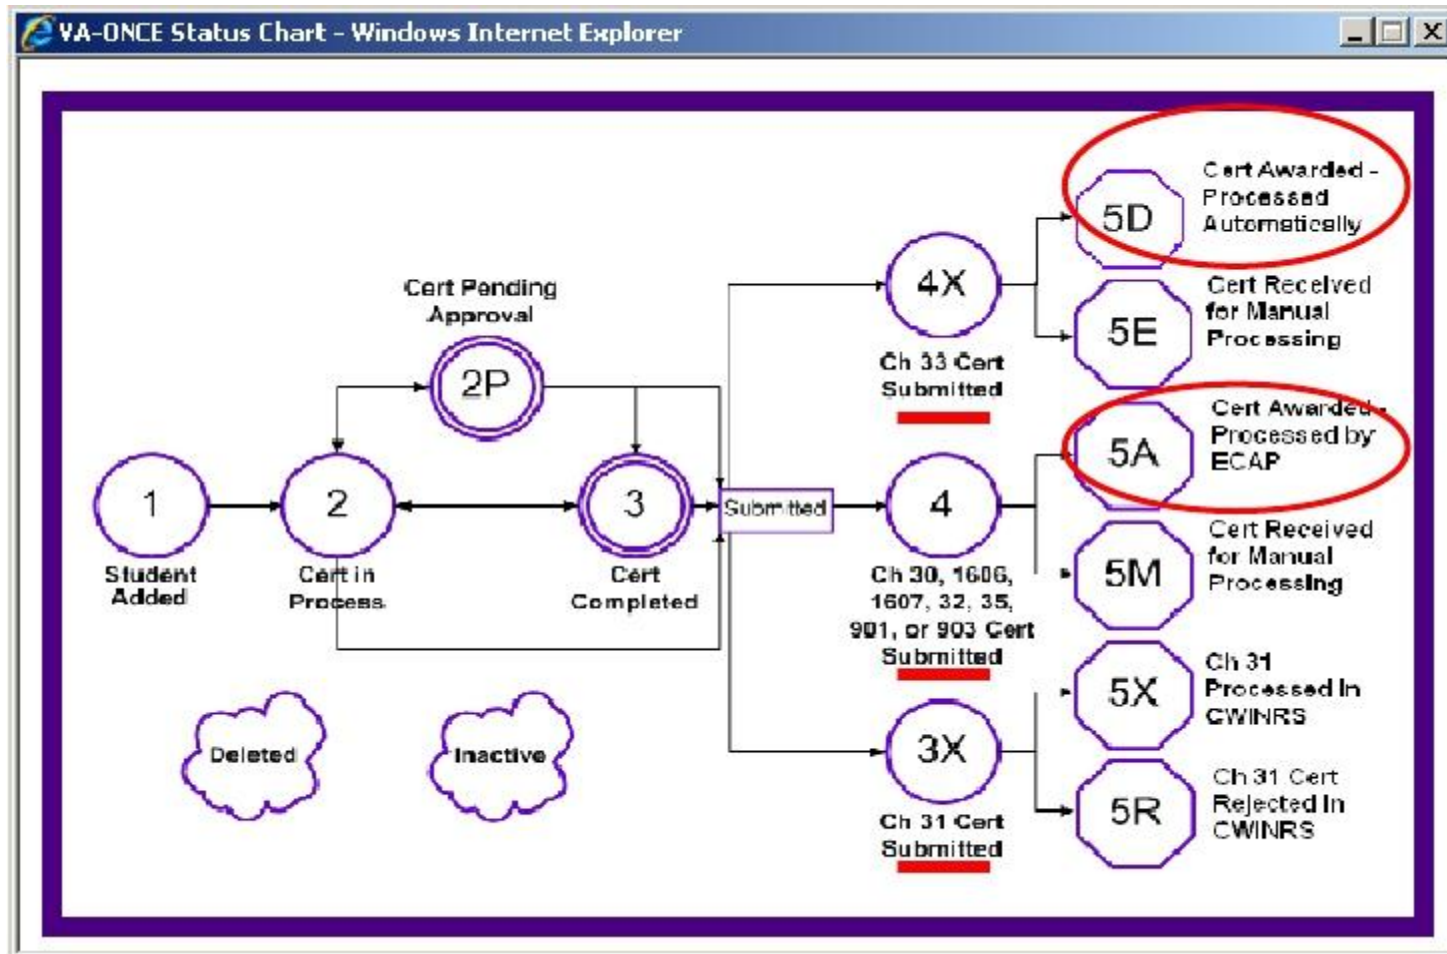 VA-ONCE Status Chart - Windows Internet Explorer
Cert Pending
Approval
2P
1
Student
Added
2
Cert in
Process
3
Cert
Completed
Submitted
4X
Ch 33 Cert
Submitted
4
Ch 30, 1606,
1607, 32, 35,
901, or 903 Cert
Submitted
3X
Ch 31 Cert
Submitted
5D
Cert Awarded -
Processed
Automatically
5E
Cert Received
for Manual
Processing
5A
Cert Awarded -
Processed by
ECAP
5M
Cert Received
for Manual
Processing
5X
Ch 31
Processed in
CWINRS
5R
Ch 31 Cert
Rejected in
CWINRS
Deleted
Inactive